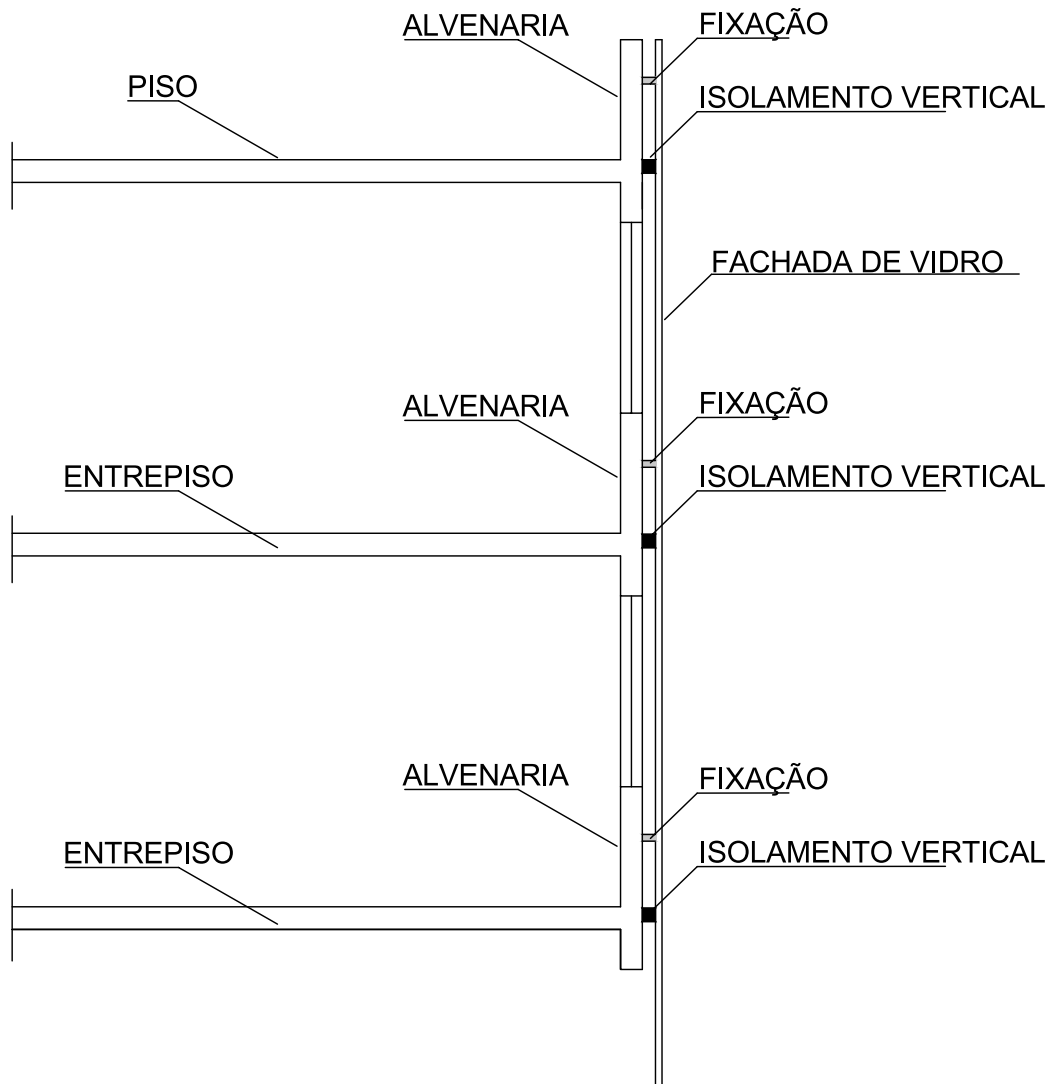 ALVENARIA
FIXAÇÃO
PISO
ISOLAMENTO VERTICAL
FACHADA DE VIDRO
ALVENARIA
FIXAÇÃO
ENTREPISO
ISOLAMENTO VERTICAL
ALVENARIA
FIXAÇÃO
ENTREPISO
ISOLAMENTO VERTICAL